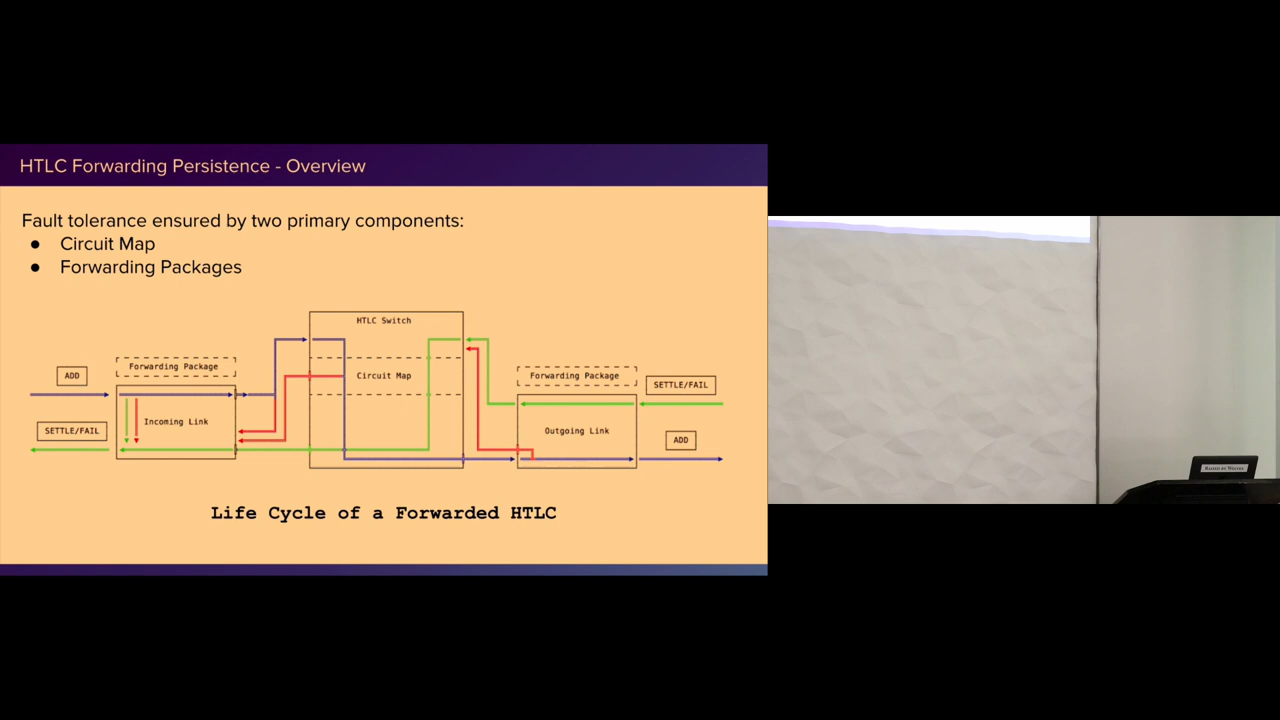 HTLC Forwarding Persistence - Overview
Fault tolerance ensured by two primary components:
● Circuit Map
● Forwarding Packages
HTLC Switch
Forwarding Package
ADD
Circuit Map
Forwarding Package
SETTLE/FAIL
Incoming Link
SETTLE/FAIL
Outgoing Link
ADD
Life Cycle of a Forwarded HTLC